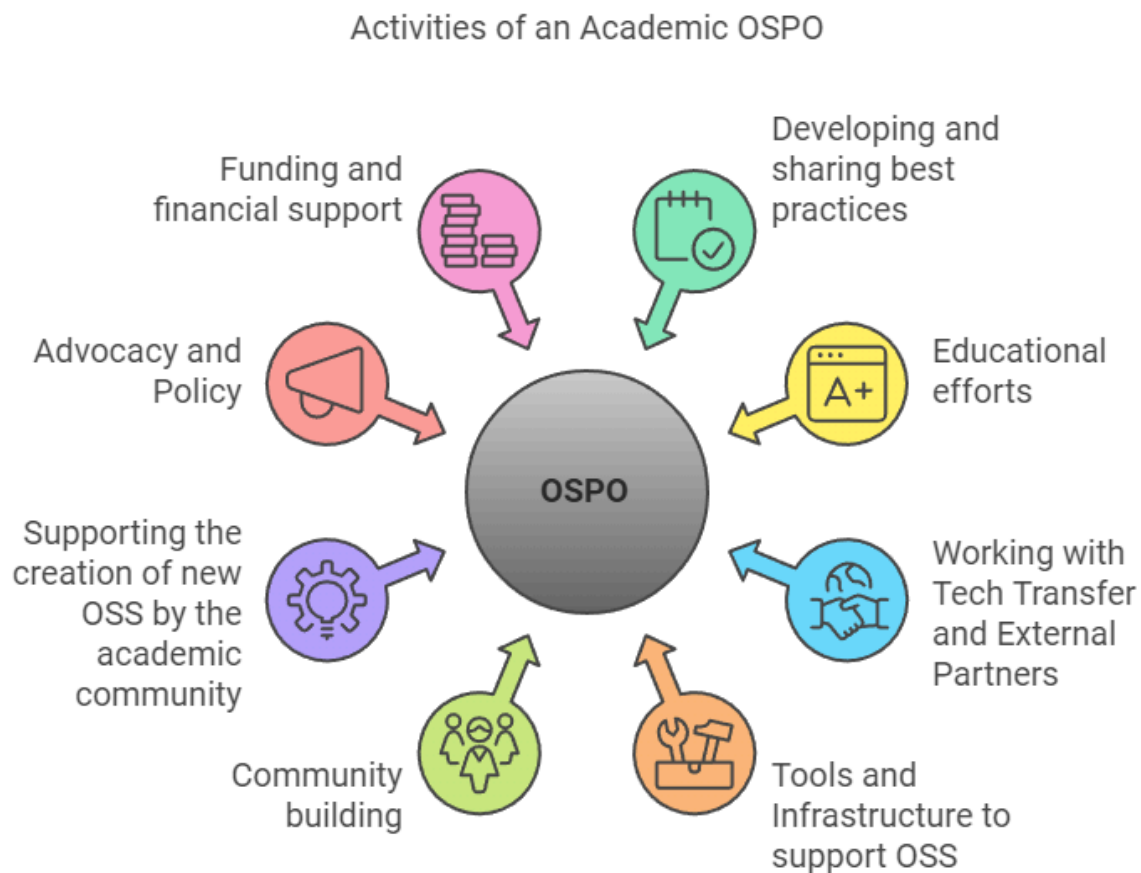 Activities of an Academic OSPO
Funding and
financial support
Developing and
sharing best
practices
Advocacy and
Policy
Educational
efforts
A+
OSPO
Supporting the
creation of new
OSS by the
academic
community
Working with
Tech Transfer
and External
Partners
Community
building
Tools and
Infrastructure to
support OSS